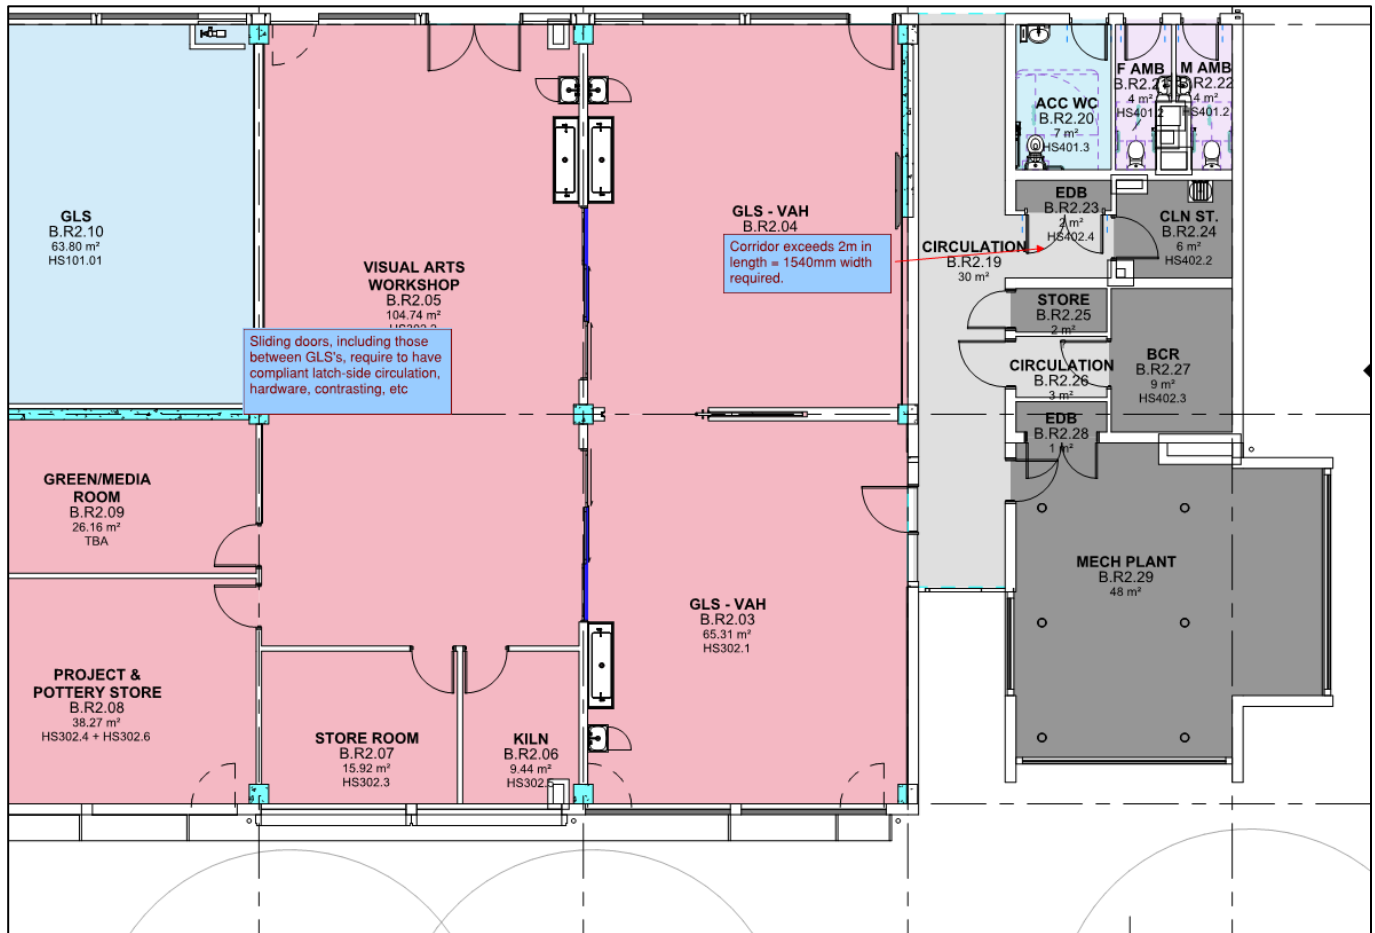 GLS
B.R2.10
63.80 m²
HS101.01
VISUAL ARTS
WORKSHOP
B.R2.05
104.74 m²
Sliding doors, including those
between GLS's, require to have
compliant latch-side circulation,
hardware, contrasting, etc
GLS - VAH
B.R2.04
Corridor exceeds 2m in
length = 1540mm width
required.
CIRCULATION
B.R2.19
30 m²
ACC WC
B.R2.20
7 m²
HS401.3
F AMB
4 m²
HS401.2
M AMB
B.R2.22
4 m²
HS401.2
EDB
B.R2.23
2 m²
HS402.4
CLN ST.
B.R2.24
6 m²
HS402.2
STORE
B.R2.25
2 m²
CIRCULATION
B.R2.26
3 m²
BCR
B.R2.27
9 m²
HS402.3
EDB
B.R2.28
1 m²
MECH PLANT
B.R2.29
48 m²
GREEN/MEDIA
ROOM
B.R2.09
26.16 m²
TBA
PROJECT &
POTTERY STORE
B.R2.08
38.27 m²
HS302.4 + HS302.6
STORE ROOM
B.R2.07
15.92 m²
HS302.3
KILN
B.R2.06
9.44 m²
HS302.5
GLS - VAH
B.R2.03
65.31 m²
HS302.1